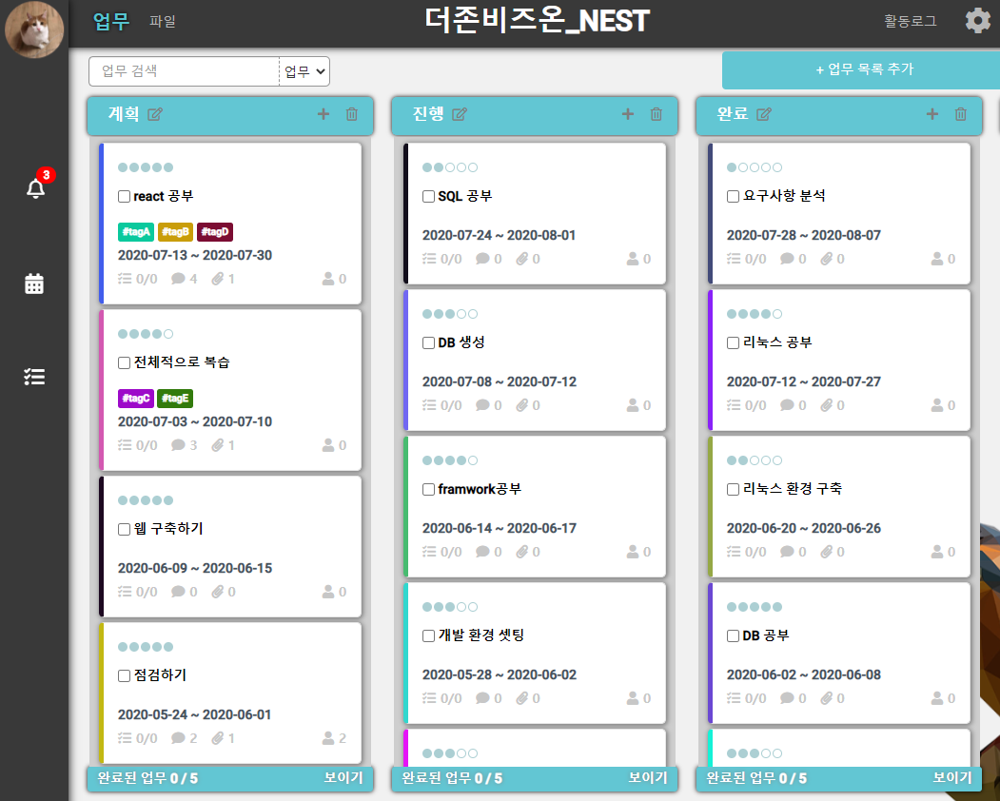 업무 파일 더존비즈온_NEST 활동로그
업무 검색 업무 + 업무 목록 추가
3
계획
react 공부
#tagA #tagB #tagD
2020-07-13 ~ 2020-07-30
0/0 4 1 0
전체적으로 복습
#tagC #tagE
2020-07-03 ~ 2020-07-10
0/0 3 1 0
웹 구축하기
2020-06-09 ~ 2020-06-15
0/0 0 0 0
점검하기
2020-05-24 ~ 2020-06-01
0/0 2 1 2
완료된 업무 0 / 5 보이기
진행
SQL 공부
2020-07-24 ~ 2020-08-01
0/0 0 0 0
DB 생성
2020-07-08 ~ 2020-07-12
0/0 0 0 0
framwork공부
2020-06-14 ~ 2020-06-17
0/0 0 0 0
개발 환경 셋팅
2020-05-28 ~ 2020-06-02
0/0 0 0 0
완료된 업무 0 / 5 보이기
완료
요구사항 분석
2020-07-28 ~ 2020-08-07
0/0 0 0 0
리눅스 공부
2020-07-12 ~ 2020-07-27
0/0 0 0 0
리눅스 환경 구축
2020-06-20 ~ 2020-06-26
0/0 0 0 0
DB 공부
2020-06-02 ~ 2020-06-08
0/0 0 0 0
완료된 업무 0 / 5 보이기